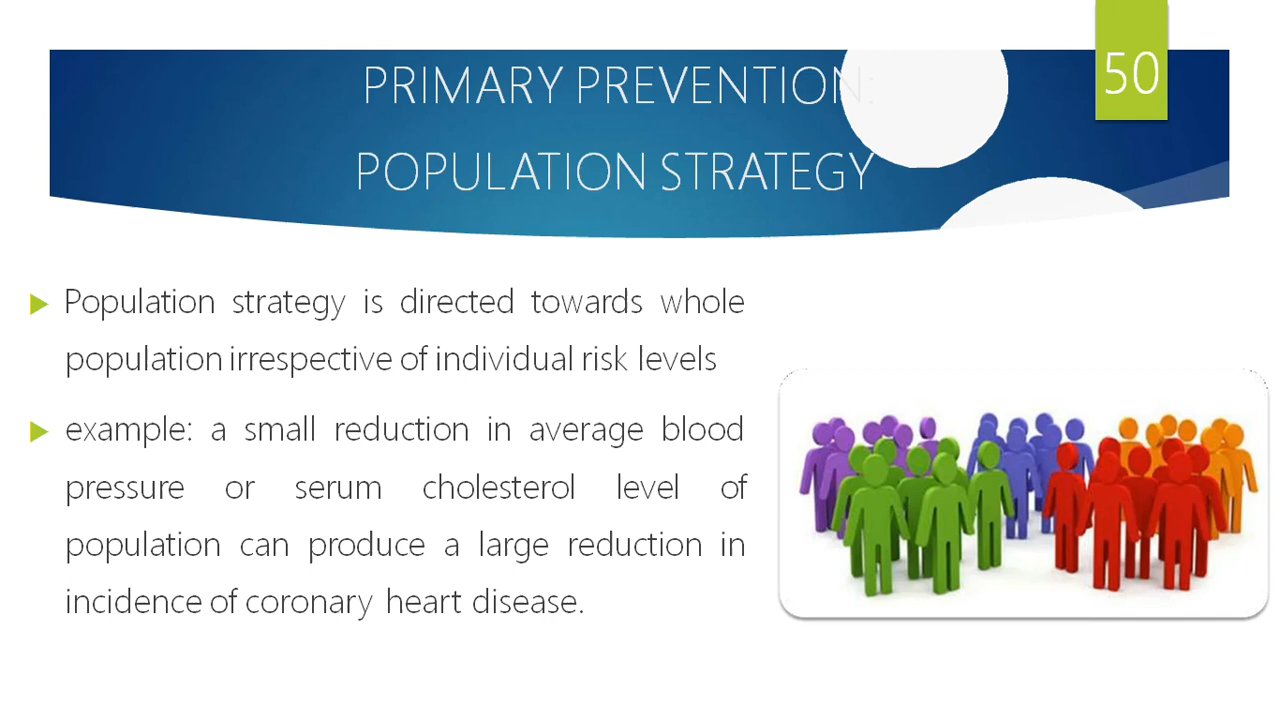 50
PRIMARY PREVENTION:
POPULATION STRATEGY
Population strategy is directed towards whole
population irrespective of individual risk levels
example: a small reduction in average blood
pressure or serum cholesterol level of
population can produce a large reduction in
incidence of coronary heart disease.